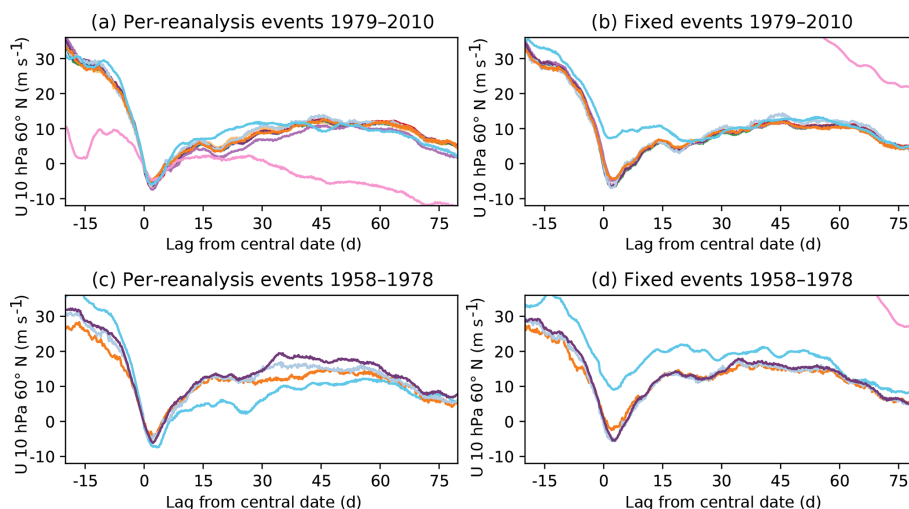 (a) Per-reanalysis events 1979–2010
U 10 hPa 60° N (m s⁻¹)
30
20
10
0
-10
-15 0 15 30 45 60 75
Lag from central date (d)
(b) Fixed events 1979–2010
U 10 hPa 60° N (m s⁻¹)
30
20
10
0
-10
-15 0 15 30 45 60 75
Lag from central date (d)
(c) Per-reanalysis events 1958–1978
U 10 hPa 60° N (m s⁻¹)
30
20
10
0
-10
-15 0 15 30 45 60 75
Lag from central date (d)
(d) Fixed events 1958–1978
U 10 hPa 60° N (m s⁻¹)
30
20
10
0
-10
-15 0 15 30 45 60 75
Lag from central date (d)